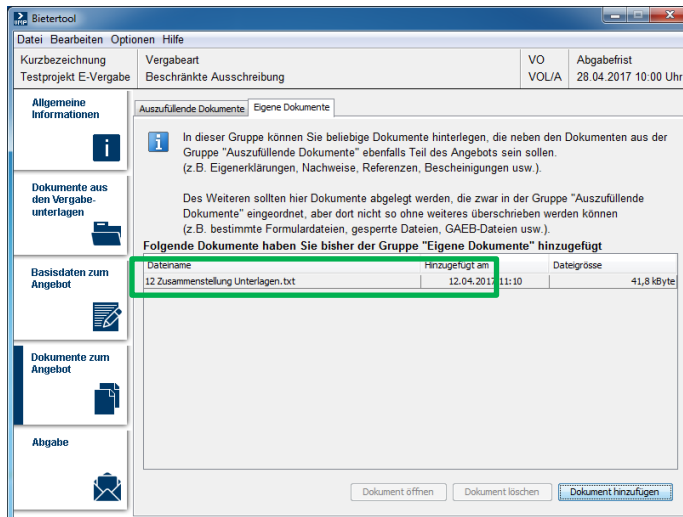 Bietertool
Datei Bearbeiten Optionen Hilfe
Kurzbezeichnung Vergabeart VO Abgabefrist
Testprojekt E-Vergabe Beschränkte Ausschreibung VOL/A 28.04.2017 10:00 Uhr
Allgemeine
Informationen
Dokumente aus
den Vergabe-
unterlagen
Basisdaten zum
Angebot
Dokumente zum
Angebot
Abgabe
Auszufüllende Dokumente Eigene Dokumente
In dieser Gruppe können Sie beliebige Dokumente hinterlegen, die neben den Dokumenten aus der
Gruppe "Auszufüllende Dokumente" ebenfalls Teil des Angebots sein sollen.
(z.B. Eigenerklärungen, Nachweise, Referenzen, Bescheinigungen usw.).
Des Weiteren sollten hier Dokumente abgelegt werden, die zwar in der Gruppe "Auszufüllende
Dokumente" eingeordnet, aber dort nicht so ohne weiteres überschrieben werden können
(z.B. bestimmte Formulardateien, gesperrte Dateien, GAEB-Dateien usw.).
Folgende Dokumente haben Sie bisher der Gruppe "Eigene Dokumente" hinzugefügt
Dateiname Hinzugefügt am Dateigrösse
12 Zusammenstellung Unterlagen.txt 12.04.2017 11:10 41,8 kByte
Dokument öffnen Dokument löschen Dokument hinzufügen